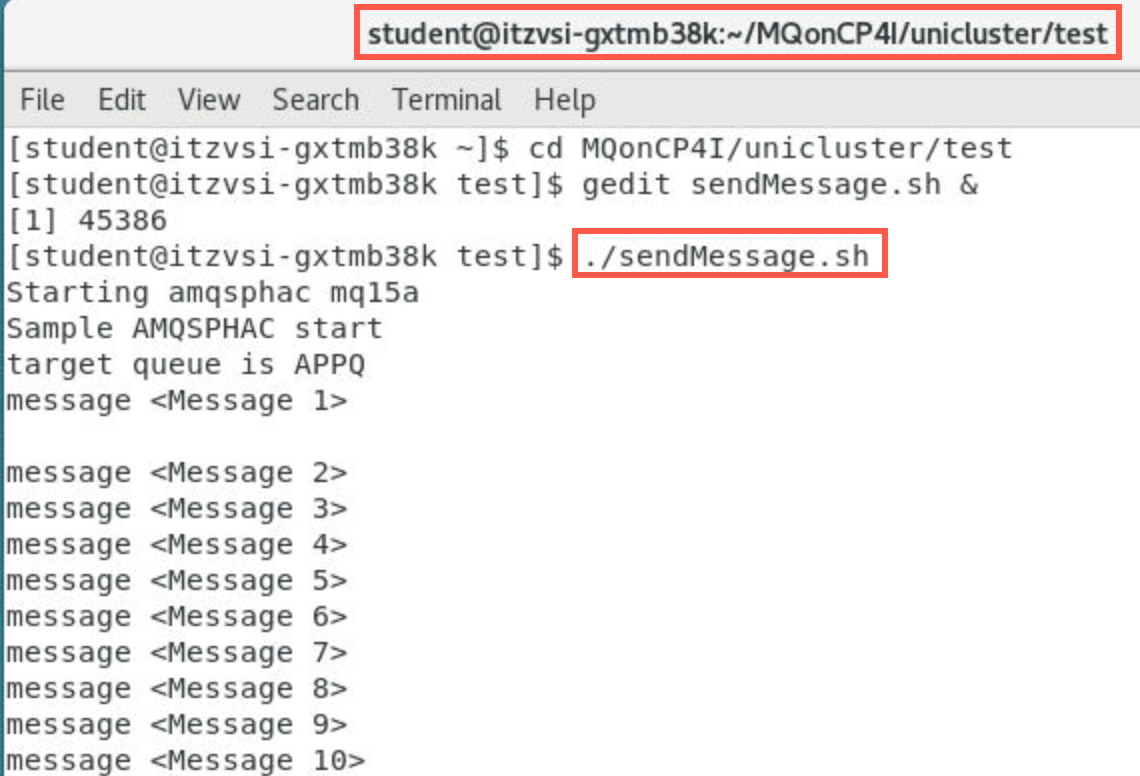 student@itzvsi-gxtmb38k:~/MQonCP4I/unicluster/test
File Edit View Search Terminal Help
[student@itzvsi-gxtmb38k ~]$ cd MQonCP4I/unicluster/test
[student@itzvsi-gxtmb38k test]$ gedit sendMessage.sh &
[1] 45386
[student@itzvsi-gxtmb38k test]$ ./sendMessage.sh
Starting amqsphac mq15a
Sample AMQSPHAC start
target queue is APPQ
message <Message 1>
message <Message 2>
message <Message 3>
message <Message 4>
message <Message 5>
message <Message 6>
message <Message 7>
message <Message 8>
message <Message 9>
message <Message 10>